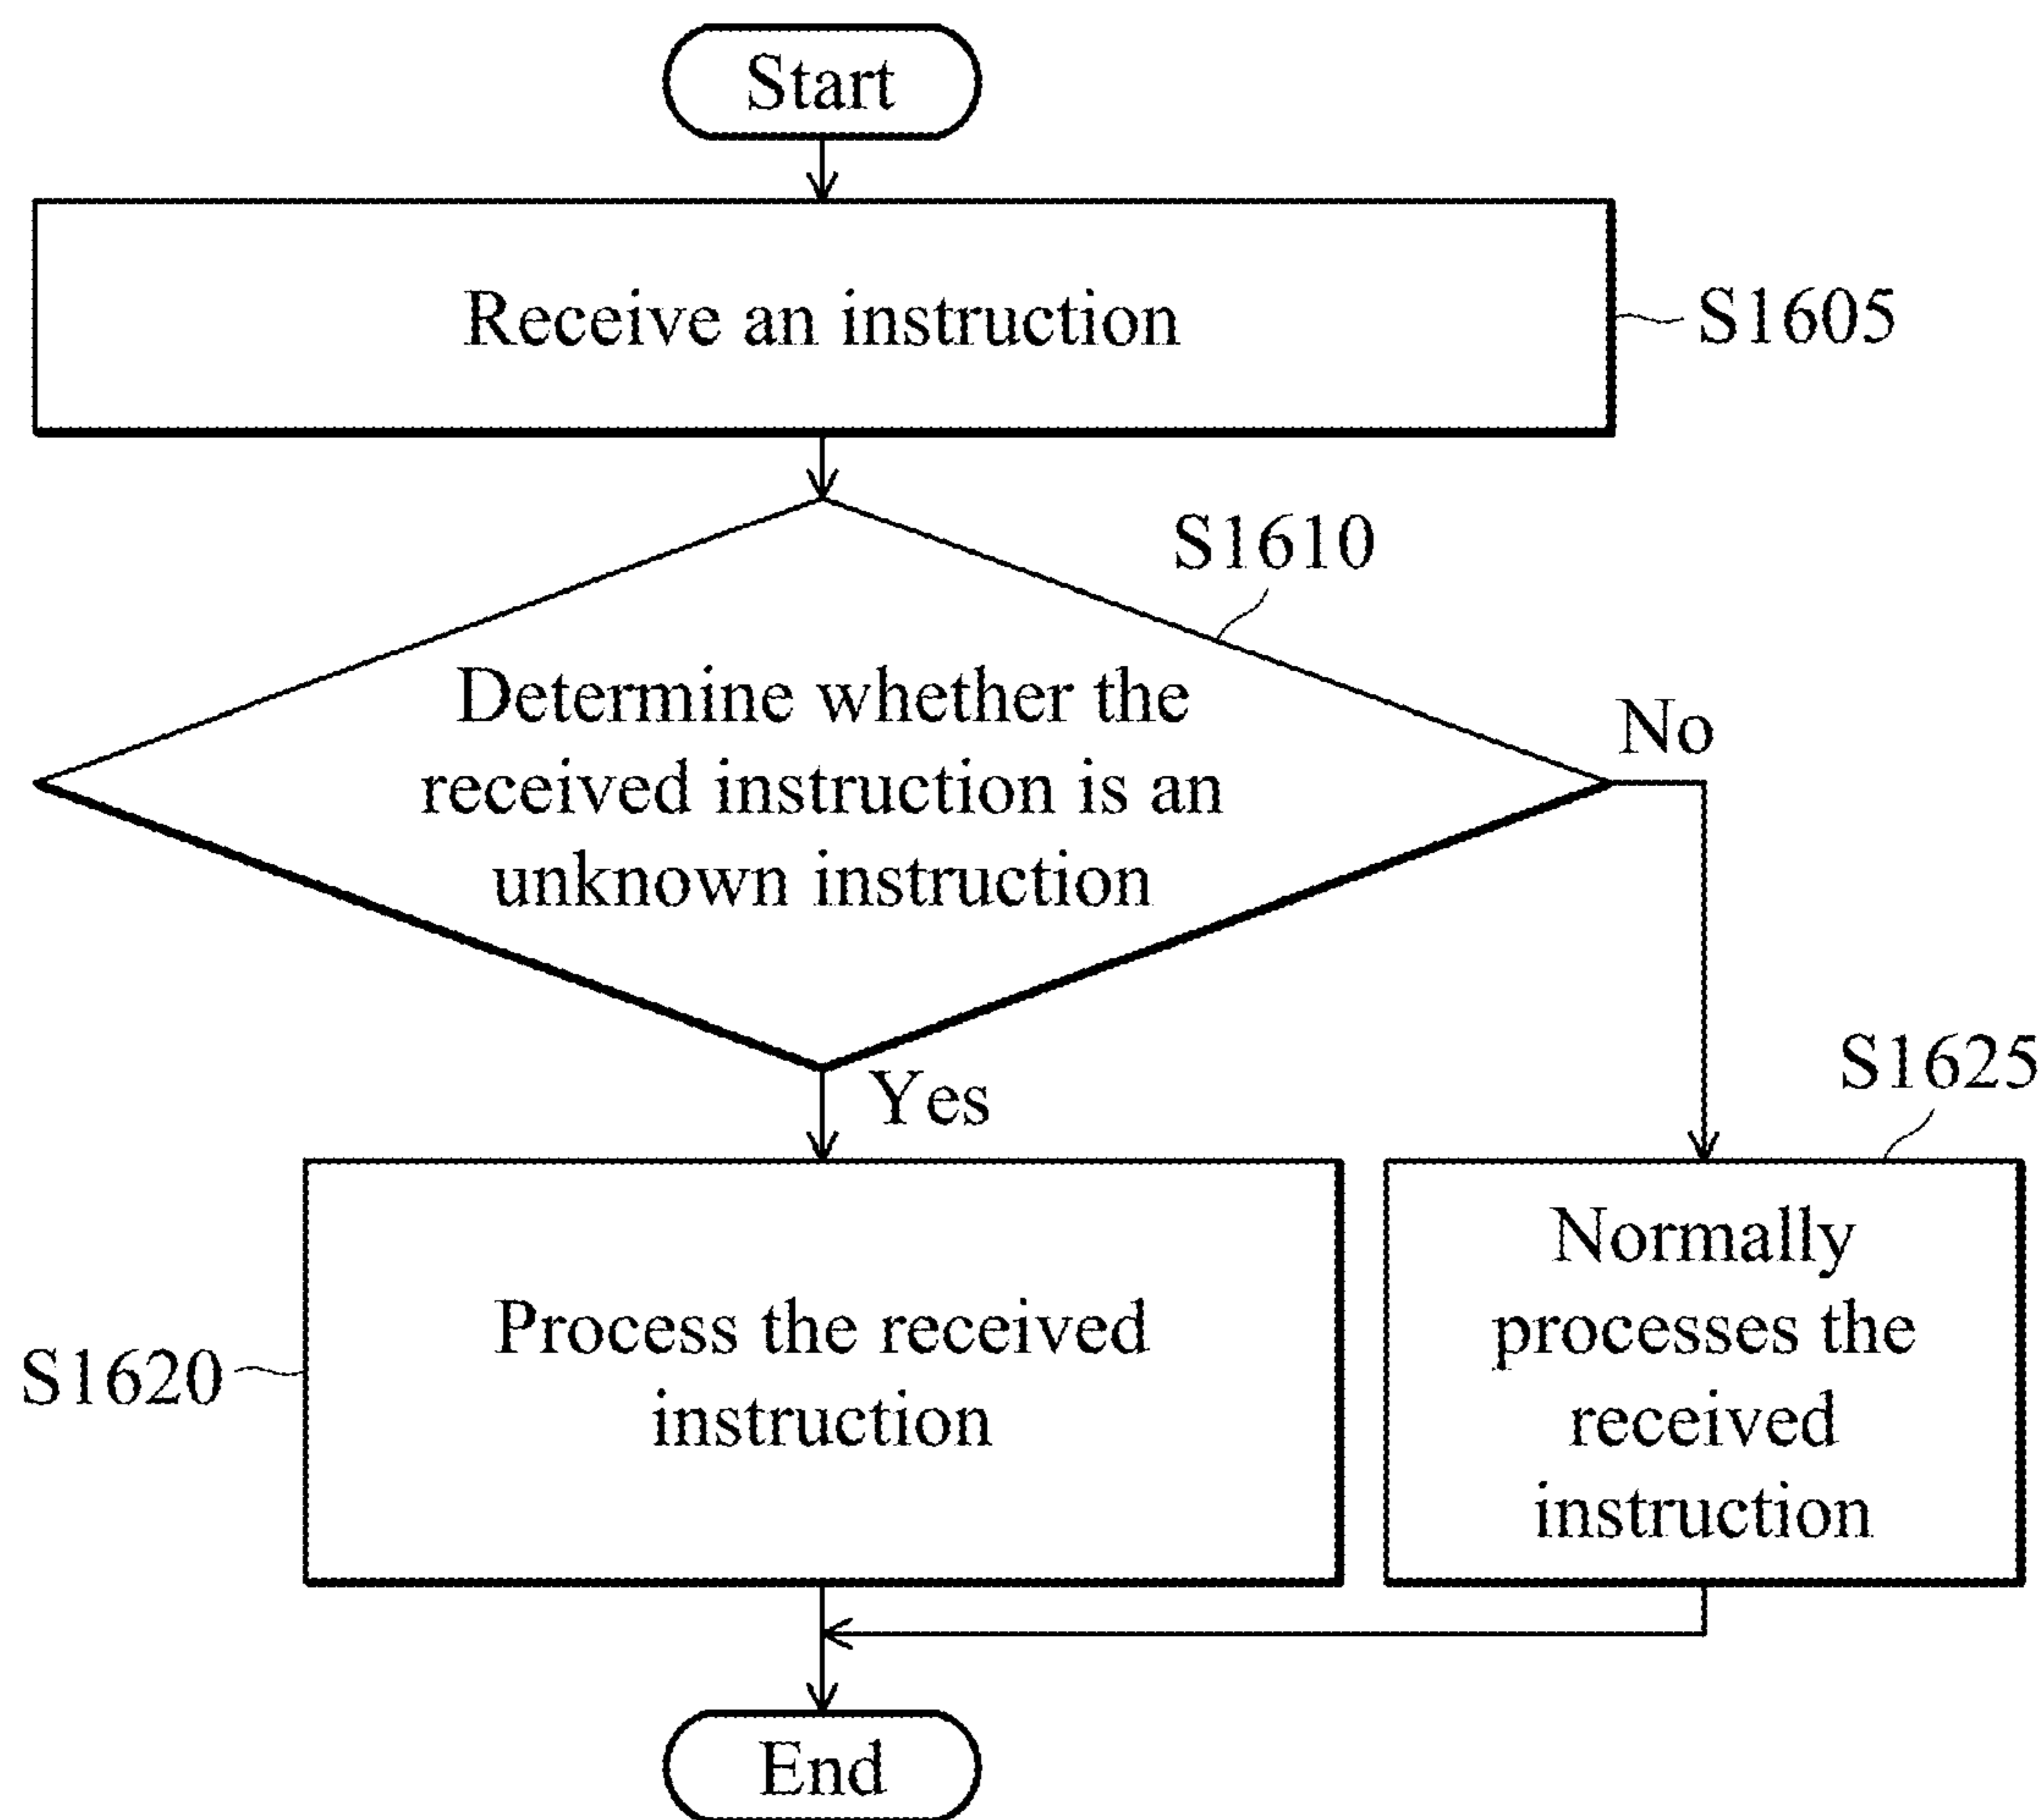 Start
Receive an instruction
S1605
S1610
Determine whether the
received instruction is an
unknown instruction
No
Yes
S1625
S1620
Process the received
instruction
Normally
processes the
received
instruction
End